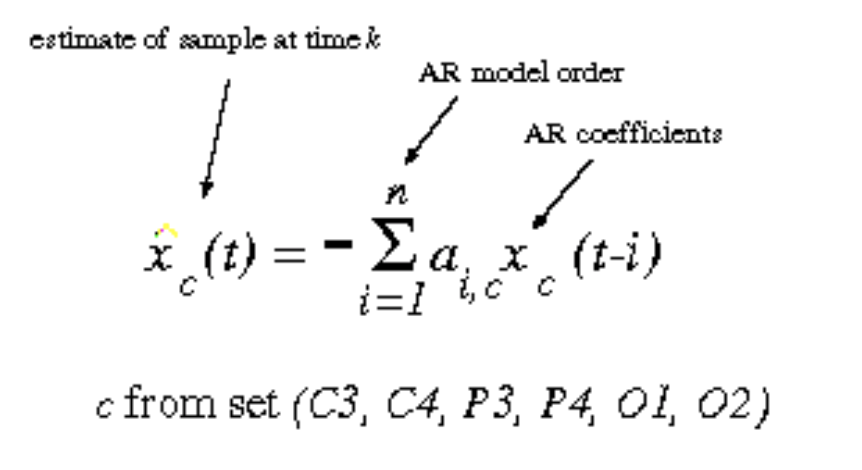 estimate of sample at time k
AR model order
AR coefficients
n
x̂c(t) = - Σ ai,c xc (t-i)
i=1
c from set (C3, C4, P3, P4, O1, O2)